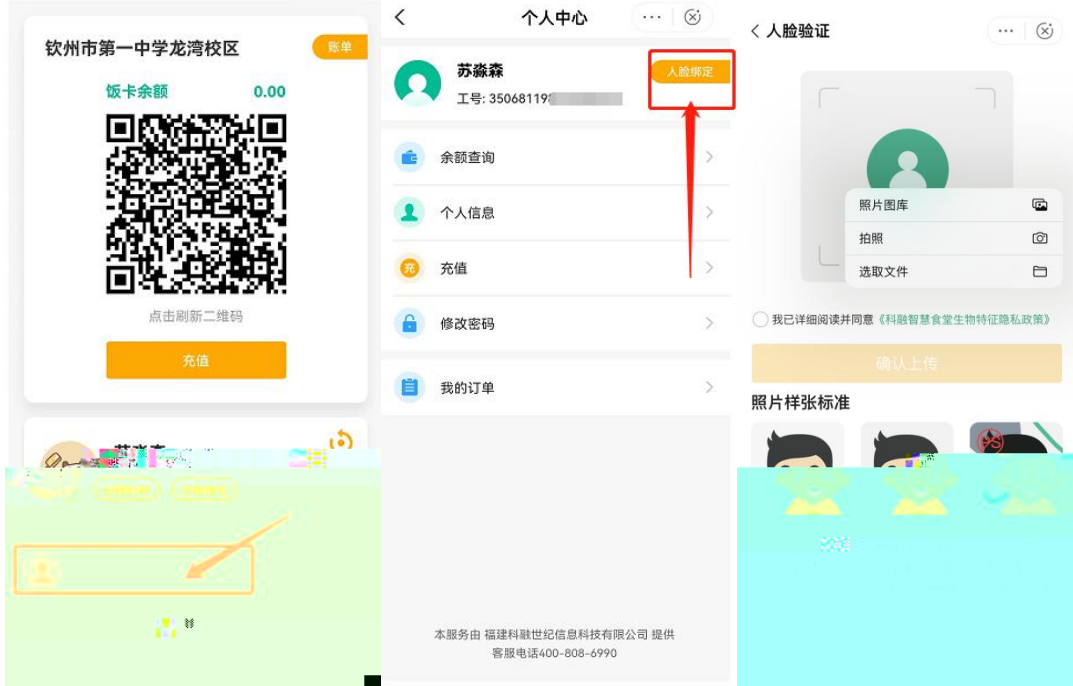 钦州市第一中学龙湾校区
账单
饭卡余额
0.00
点击刷新二维码
充值
个人中心
苏淼森
人脸绑定
工号: 35068119
余额查询
个人信息
充
充值
修改密码
我的订单
本服务由 福建科融世纪信息科技有限公司 提供
客服电话400-808-6990
人脸验证
照片图库
拍照
选取文件
我已详细阅读并同意《科融智慧食堂生物特征隐私政策》
确认上传
照片样张标准
PS